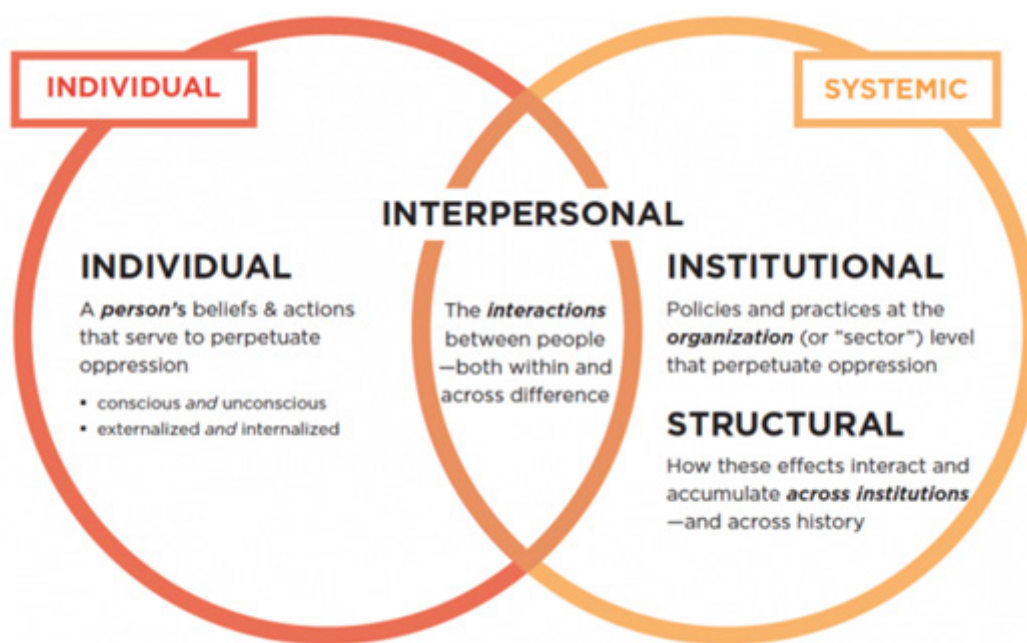 INDIVIDUAL
SYSTEMIC
INTERPERSONAL
INDIVIDUAL
A person's beliefs & actions
that serve to perpetuate
oppression
• conscious and unconscious
• externalized and internalized
The interactions
between people
—both within and
across difference
INSTITUTIONAL
Policies and practices at the
organization (or “sector”) level
that perpetuate oppression
STRUCTURAL
How these effects interact and
accumulate across institutions
—and across history